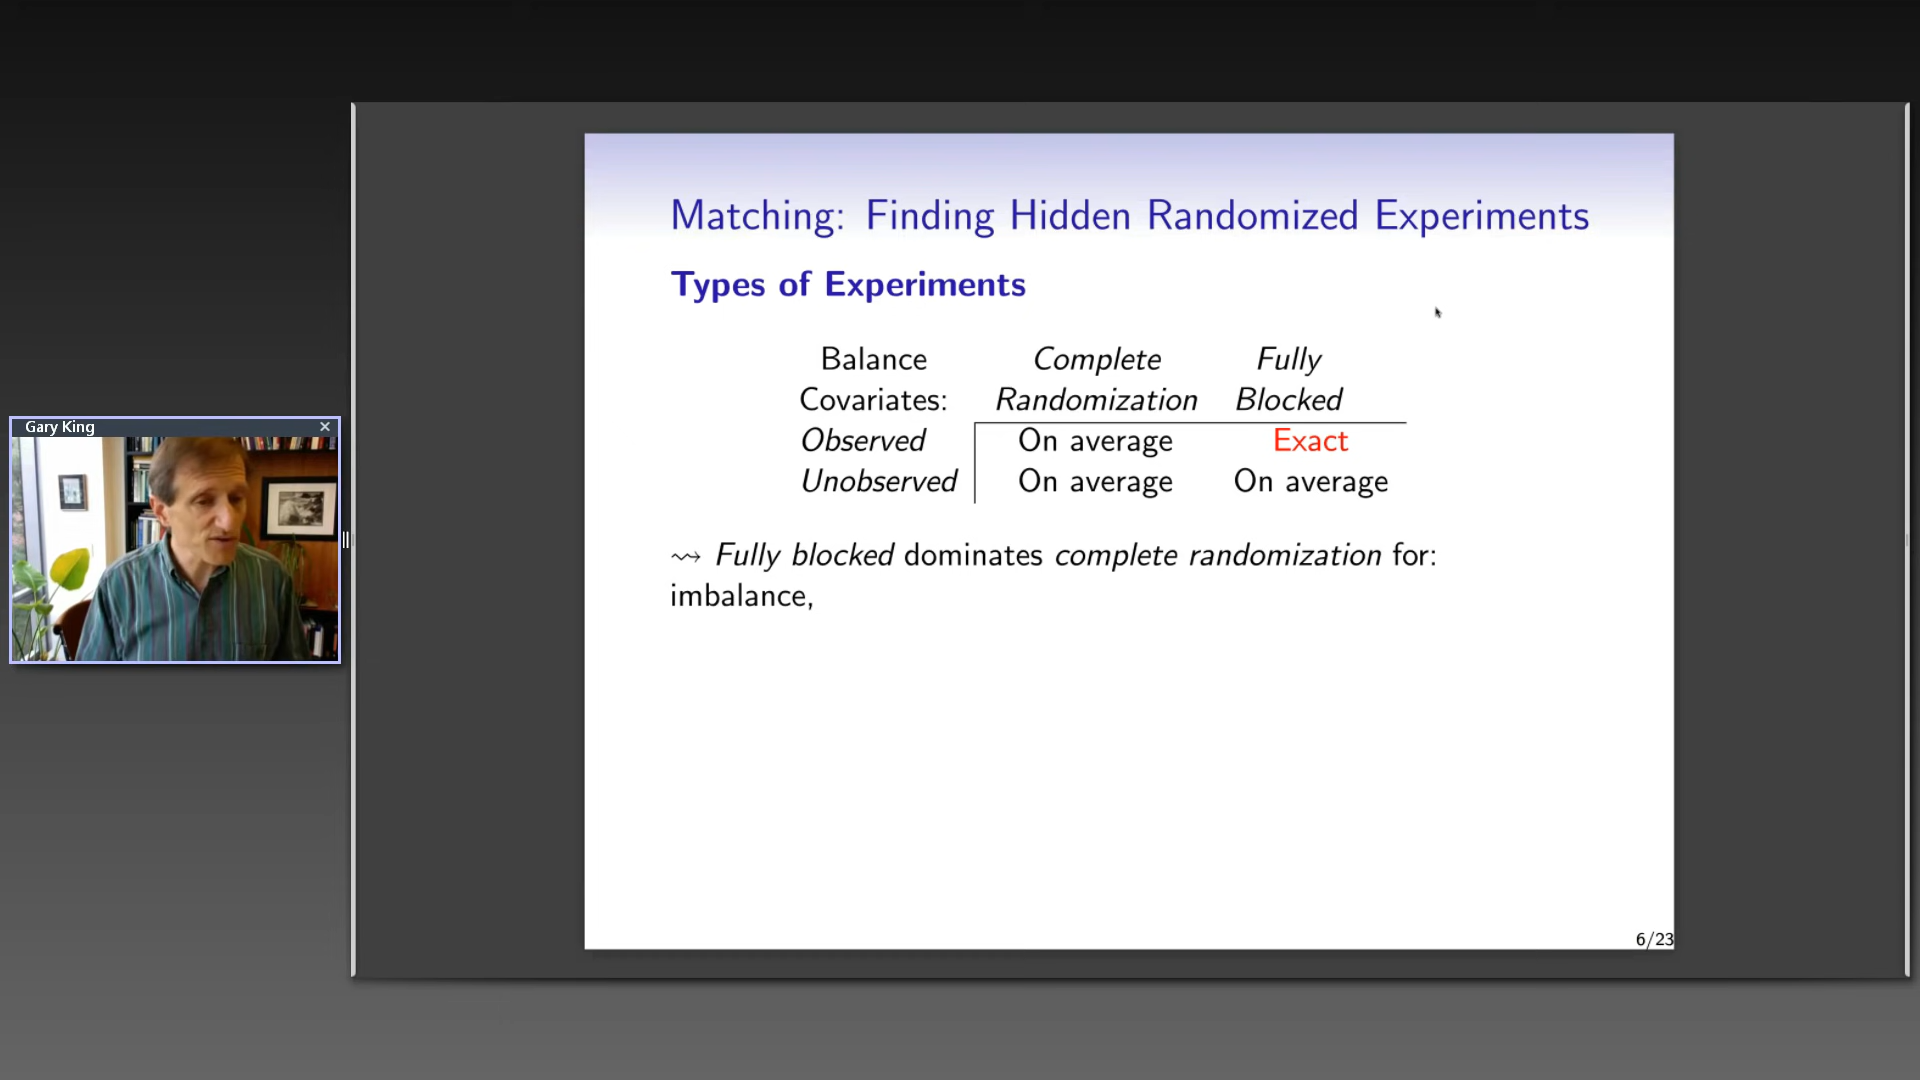 Gary King
Matching: Finding Hidden Randomized Experiments
Types of Experiments
Balance Complete Fully
Covariates: Randomization Blocked
Observed On average Exact
Unobserved On average On average
⇝ Fully blocked dominates complete randomization for:
imbalance,
6/23